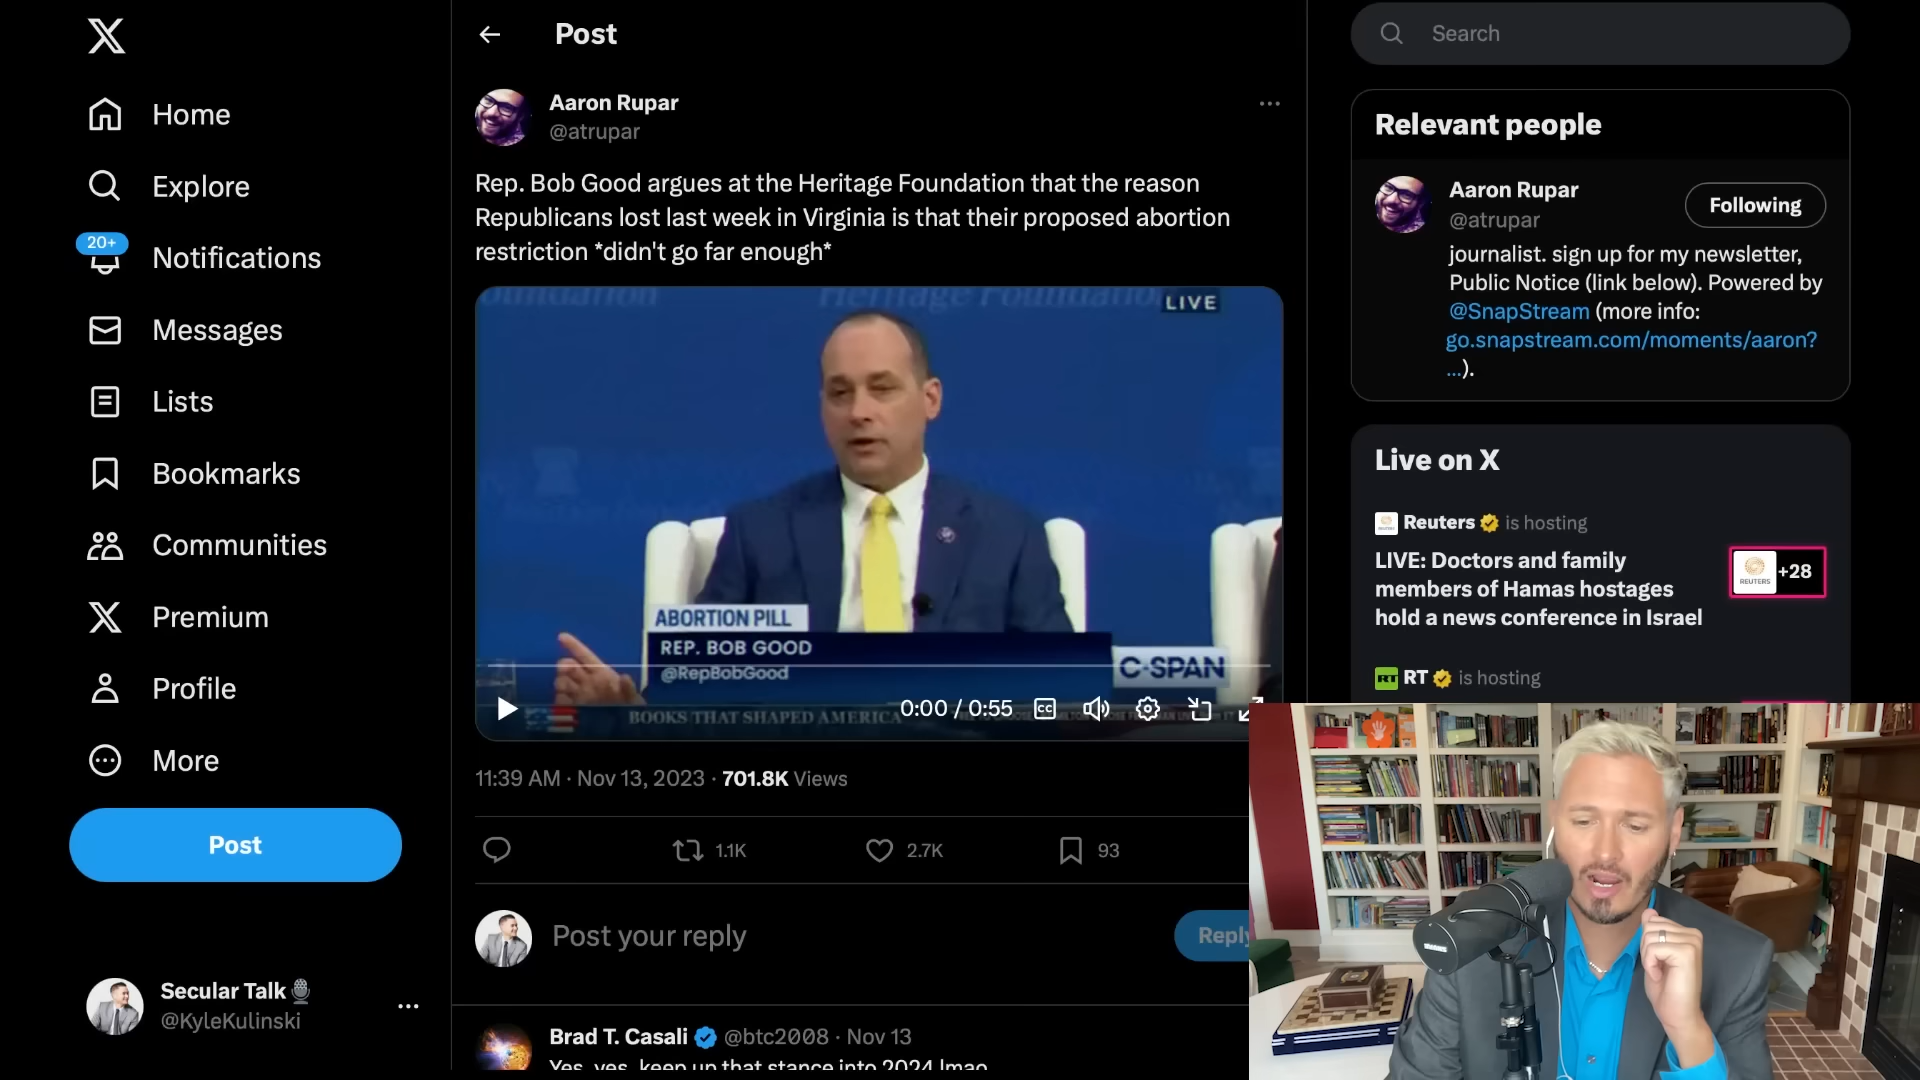 Home
Explore
20+
Notifications
Messages
Lists
Bookmarks
Communities
Premium
Profile
More
Post
Secular Talk
@KyleKulinski
Post
Aaron Rupar
@atrupar
Rep. Bob Good argues at the Heritage Foundation that the reason
Republicans lost last week in Virginia is that their proposed abortion
restriction *didn't go far enough*
Heritage Foundation
LIVE
ABORTION PILL
REP. BOB GOOD
@RepBobGood
C-SPAN
0:00 / 0:55
CC
BOOKS THAT SHAPED AMERICA
11:39 AM · Nov 13, 2023 · 701.8K Views
1.1K
2.7K
93
Post your reply
Reply
Brad T. Casali @btc2008 · Nov 13
Yes, yes, keep up that stance into 2024 lmao
Search
Relevant people
Aaron Rupar
@atrupar
Following
journalist. sign up for my newsletter,
Public Notice (link below). Powered by
@SnapStream (more info:
go.snapstream.com/moments/aaron?
...).
Live on X
Reuters is hosting
LIVE: Doctors and family
members of Hamas hostages
hold a news conference in Israel
REUTERS
+28
RT
RT is hosting